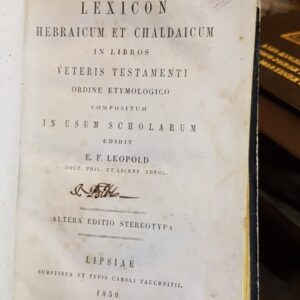 LEXICON
HEBRAICUM ET CHALDAICUM
IN LIBROS
VETERIS TESTAMENTI
ORDINE ETYMOLOGICO
COMPOSITUM
IN USUM SCHOLARUM
EDIDIT
E. F. LEOPOLD
DOCT. PHIL. ET LICENT. THEOL.
ALTERA EDITIO STEREOTYPA
LIPSIAE
SUMPTIBUS ET TYPIS CAROLI TAUCHNITII.
1850.